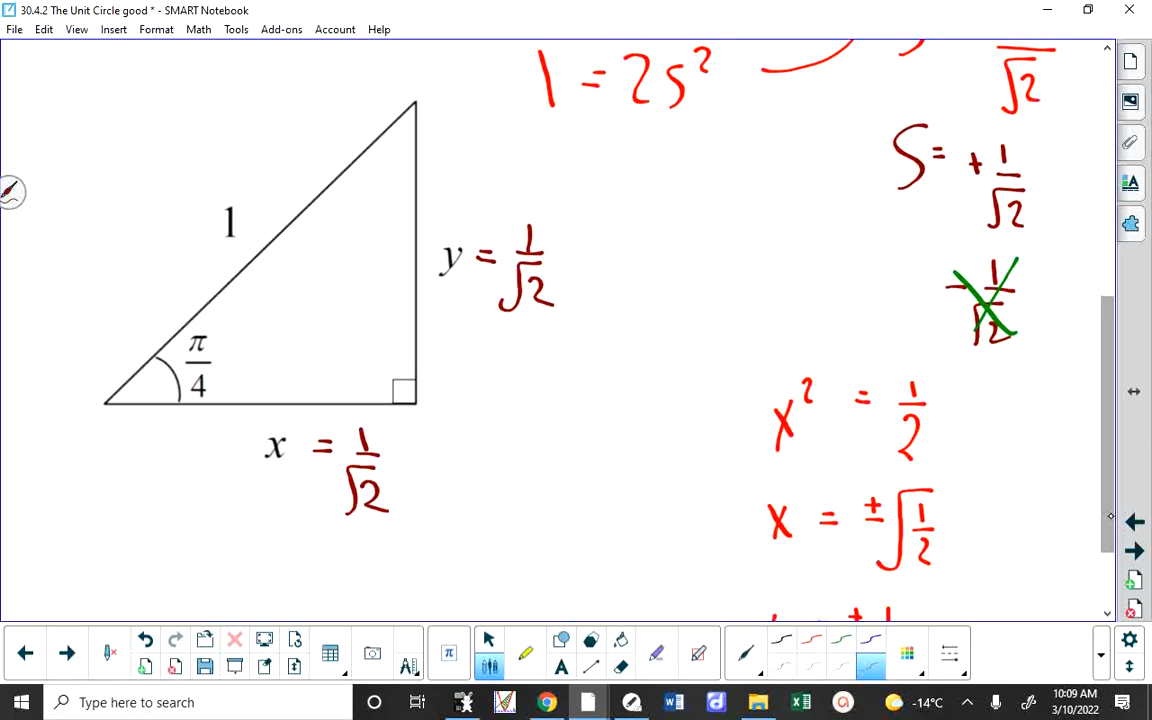 30.4.2 The Unit Circle good * - SMART Notebook
File Edit View Insert Format Math Tools Add-ons Account Help
1 = 2s²
√2
S = + 1/√2
- 1/√2
1
y = 1/√2
π/4
x = 1/√2
x² = 1/2
x = ±√1/2
π
A
Type here to search
-14°C
10:09 AM
3/10/2022